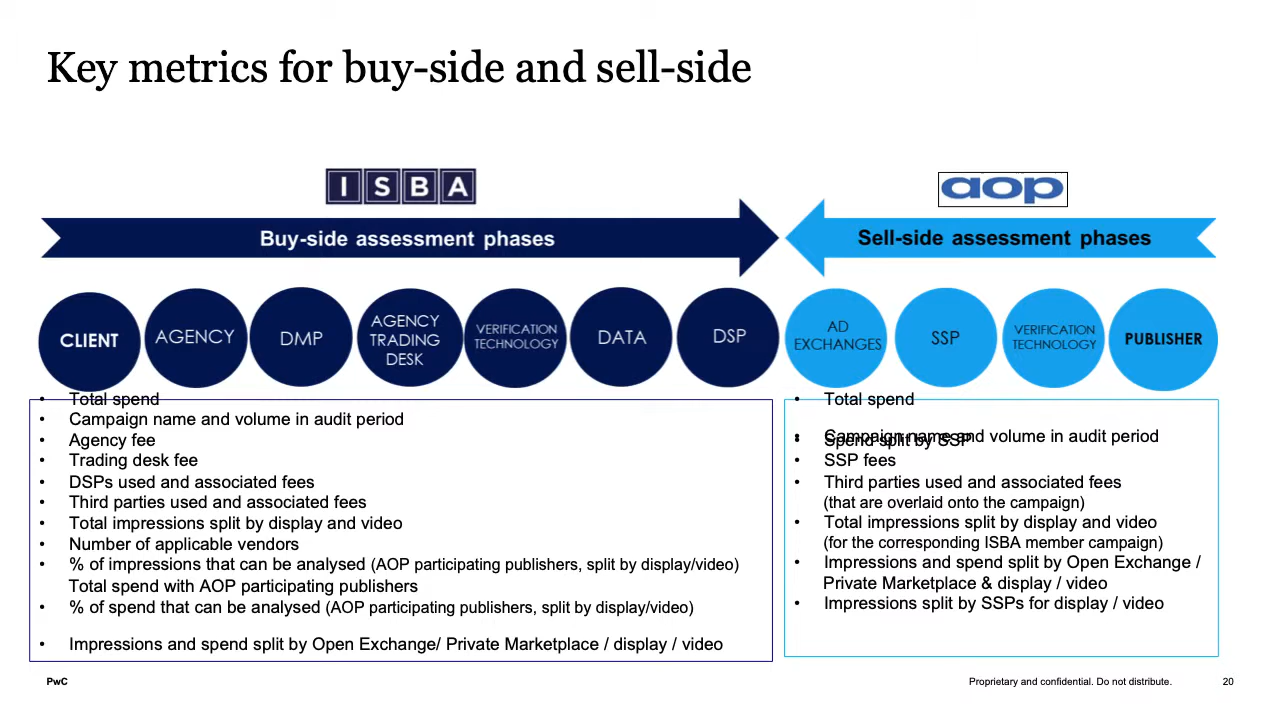 Key metrics for buy-side and sell-side
ISBA
aop
Buy-side assessment phases
Sell-side assessment phases
CLIENT
AGENCY
DMP
AGENCY
TRADING
DESK
VERIFICATION
TECHNOLOGY
DATA
DSP
AD
EXCHANGES
SSP
VERIFICATION
TECHNOLOGY
PUBLISHER
• Total spend
• Campaign name and volume in audit period
• Agency fee
• Trading desk fee
• DSPs used and associated fees
• Third parties used and associated fees
• Total impressions split by display and video
• Number of applicable vendors
• % of impressions that can be analysed (AOP participating publishers, split by display/video)
Total spend with AOP participating publishers
• % of spend that can be analysed (AOP participating publishers, split by display/video)
• Impressions and spend split by Open Exchange/ Private Marketplace / display / video
• Total spend
• Campaign name and volume in audit period
• Spend split by SSP
• SSP fees
• Third parties used and associated fees
(that are overlaid onto the campaign)
• Total impressions split by display and video
(for the corresponding ISBA member campaign)
• Impressions and spend split by Open Exchange /
Private Marketplace & display / video
• Impressions split by SSPs for display / video
PwC
Proprietary and confidential. Do not distribute.
20